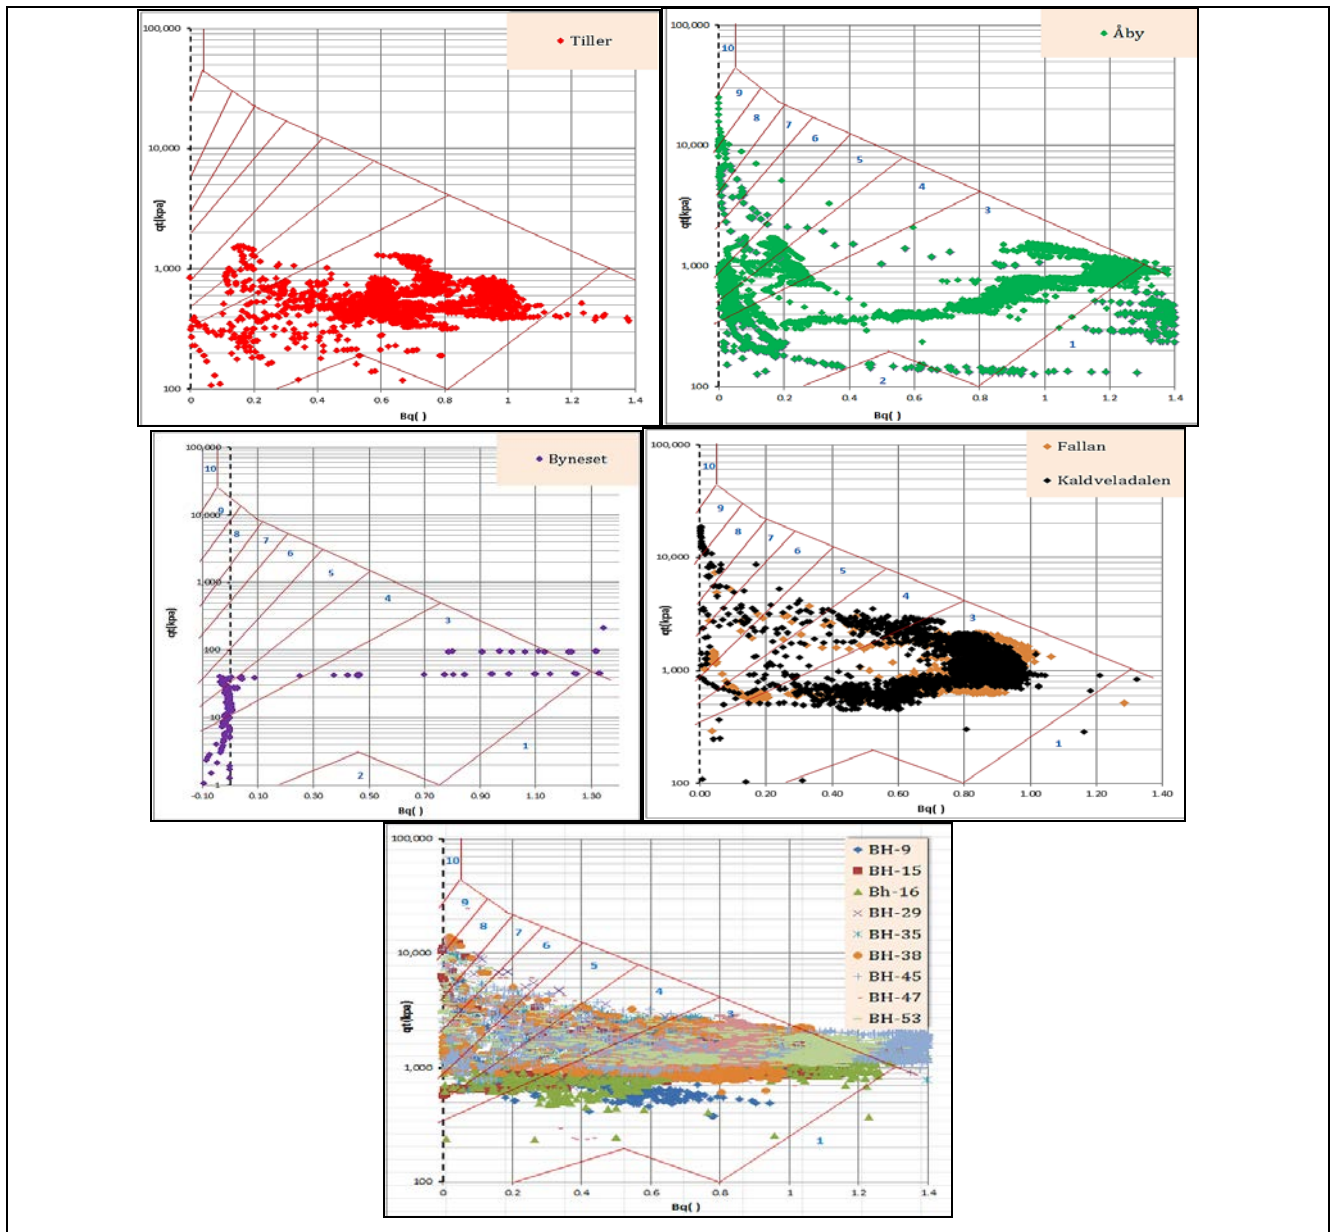 Tiller
100,000
10,000
1,000
100
qt(kpa)
0 0.2 0.4 0.6 0.8 1 1.2 1.4
Bq( )
Åby
100,000
10,000
1,000
100
qt(kpa)
10
9
8
7
6
5
4
3
1
2
0 0.2 0.4 0.6 0.8 1 1.2 1.4
Bq( )
Byneset
100,000
10,000
1,000
100
10
1
qt(kpa)
10
9
8
7
6
5
4
3
1
2
-0.10 0.10 0.30 0.50 0.70 0.90 1.10 1.30
Bq( )
Fallan
Kaldveladalen
100,000
10,000
1,000
100
qt(kpa)
10
9
8
7
6
5
4
3
1
0.00 0.20 0.40 0.60 0.80 1.00 1.20 1.40
Bq( )
BH-9
BH-15
Bh-16
BH-29
BH-35
BH-38
BH-45
BH-47
BH-53
100,000
10,000
1,000
100
qt(kpa)
10
9
8
7
6
5
4
3
1
0 0.2 0.4 0.6 0.8 1 1.2 1.4
Bq( )